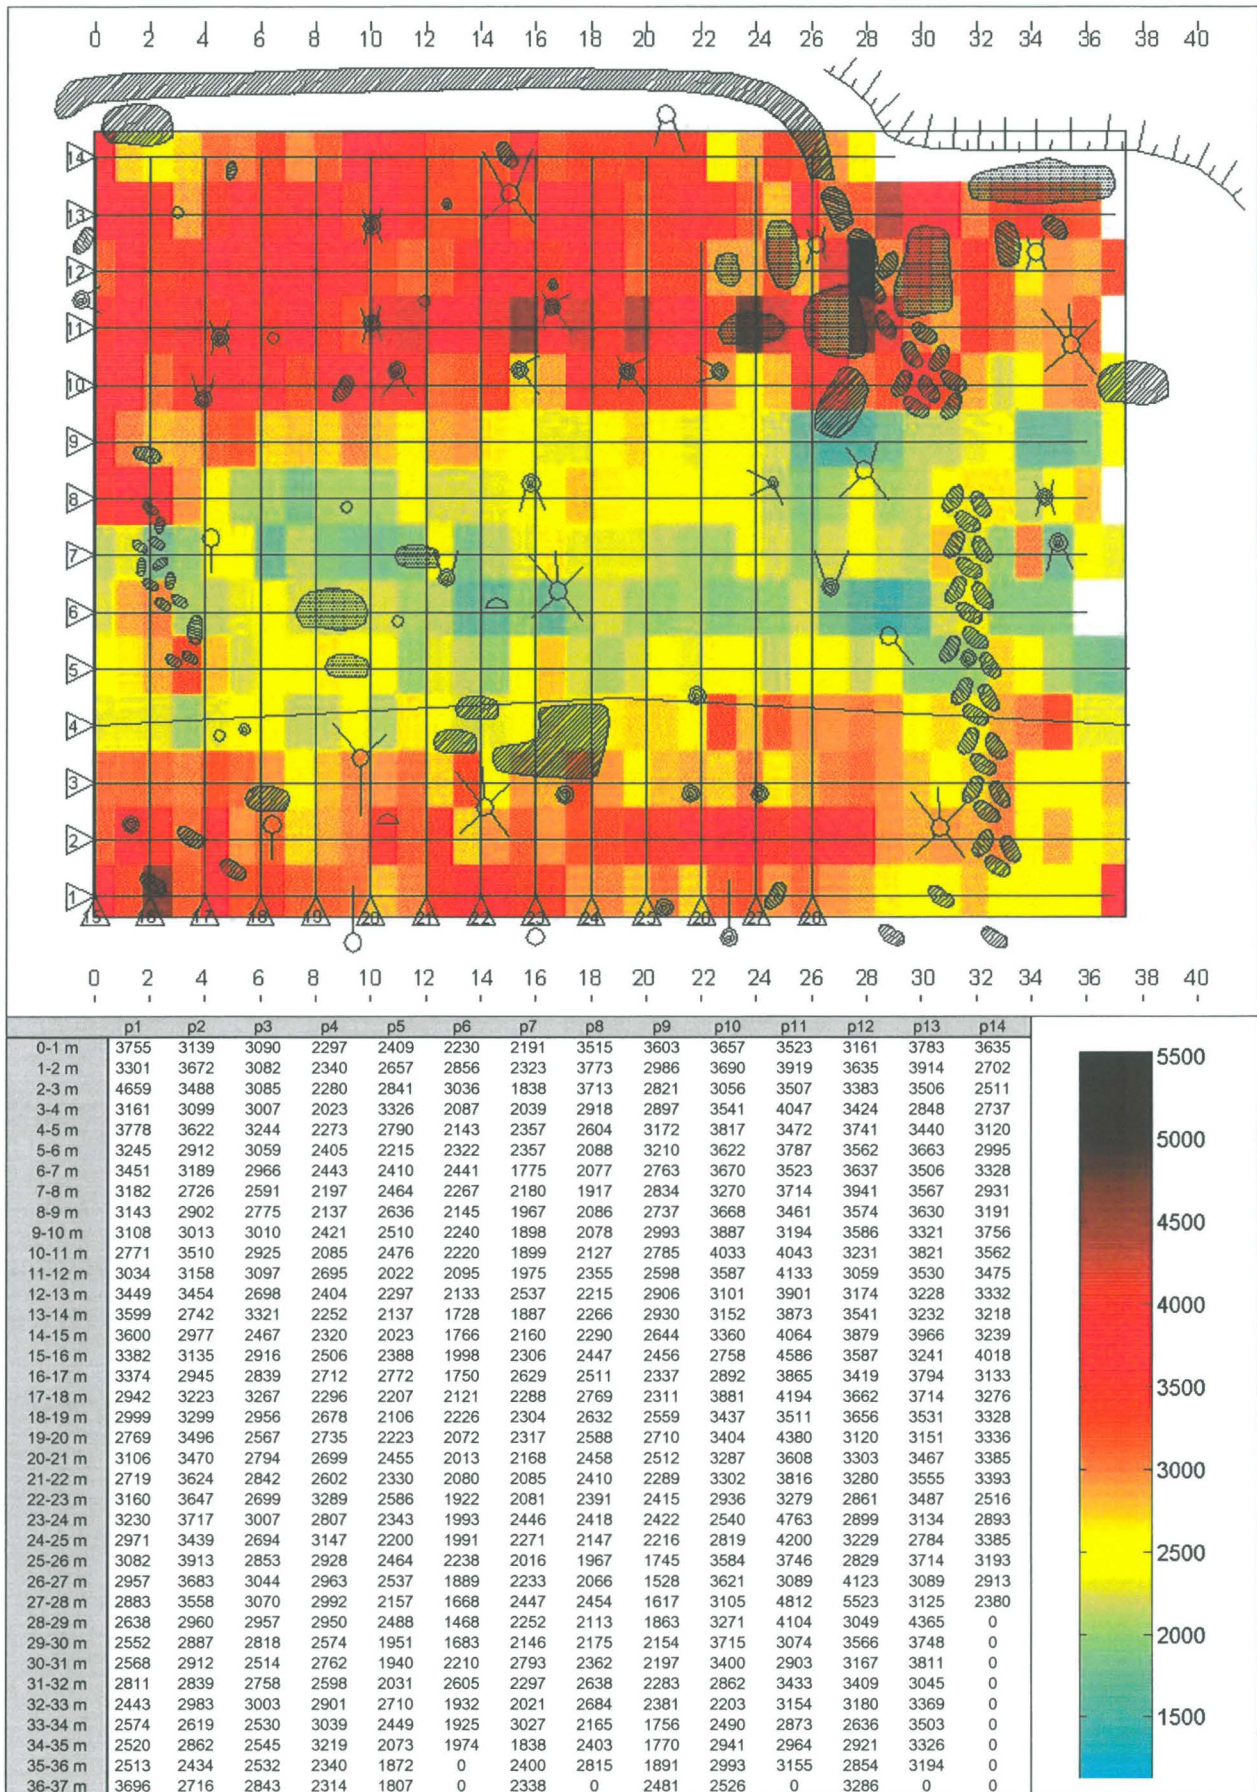 0 2 4 6 8 10 12 14 16 18 20 22 24 26 28 30 32 34 36 38 40
14
13
12
11
10
9
8
7
6
5
4
3
2
1
15 16 17 18 19 20 21 22 23 24 25 26 27 28
0 2 4 6 8 10 12 14 16 18 20 22 24 26 28 30 32 34 36 38 40
p1 p2 p3 p4 p5 p6 p7 p8 p9 p10 p11 p12 p13 p14
0-1 m 3755 3139 3090 2297 2409 2230 2191 3515 3603 3657 3523 3161 3783 3635
1-2 m 3301 3672 3082 2340 2657 2856 2323 3773 2986 3690 3919 3635 3914 2702
2-3 m 4659 3488 3085 2280 2841 3036 1838 3713 2821 3056 3507 3383 3506 2511
3-4 m 3161 3099 3007 2023 3326 2087 2039 2918 2897 3541 4047 3424 2848 2737
4-5 m 3778 3622 3244 2273 2790 2143 2357 2604 3172 3817 3472 3741 3440 3120
5-6 m 3245 2912 3059 2405 2215 2322 2357 2088 3210 3622 3787 3562 3663 2995
6-7 m 3451 3189 2966 2443 2410 2441 1775 2077 2763 3670 3523 3637 3506 3328
7-8 m 3182 2726 2591 2197 2464 2267 2180 1917 2834 3270 3714 3941 3567 2931
8-9 m 3143 2902 2775 2137 2636 2145 1967 2086 2737 3668 3461 3574 3630 3191
9-10 m 3108 3013 3010 2421 2510 2240 1898 2078 2993 3887 3194 3586 3321 3756
10-11 m 2771 3510 2925 2085 2476 2220 1899 2127 2785 4033 4043 3231 3821 3562
11-12 m 3034 3158 3097 2695 2022 2095 1975 2355 2598 3587 4133 3059 3530 3475
12-13 m 3449 3454 2698 2404 2297 2133 2537 2215 2906 3101 3901 3174 3228 3332
13-14 m 3599 2742 3321 2252 2137 1728 1887 2266 2930 3152 3873 3541 3232 3218
14-15 m 3600 2977 2467 2320 2023 1766 2160 2290 2644 3360 4064 3879 3966 3239
15-16 m 3382 3135 2916 2506 2388 1998 2306 2447 2456 2758 4586 3587 3241 4018
16-17 m 3374 2945 2839 2712 2772 1750 2629 2511 2337 2892 3865 3419 3794 3133
17-18 m 2942 3223 3267 2296 2207 2121 2288 2769 2311 3881 4194 3662 3714 3276
18-19 m 2999 3299 2956 2678 2106 2226 2304 2632 2559 3437 3511 3656 3531 3328
19-20 m 2769 3496 2567 2735 2223 2072 2317 2588 2710 3404 4380 3120 3151 3336
20-21 m 3106 3470 2794 2699 2455 2013 2168 2458 2512 3287 3608 3303 3467 3385
21-22 m 2719 3624 2842 2602 2330 2080 2085 2410 2289 3302 3816 3280 3555 3393
22-23 m 3160 3647 2699 3289 2586 1922 2081 2391 2415 2936 3279 2861 3487 2516
23-24 m 3230 3717 3007 2807 2343 1993 2446 2418 2422 2540 4763 2899 3134 2893
24-25 m 2971 3439 2694 3147 2200 1991 2271 2147 2216 2819 4200 3229 2784 3385
25-26 m 3082 3913 2853 2928 2464 2238 2016 1967 1745 3584 3746 2829 3714 3193
26-27 m 2957 3683 3044 2963 2537 1889 2233 2066 1528 3621 3089 4123 3089 2913
27-28 m 2883 3558 3070 2992 2157 1668 2447 2454 1617 3105 4812 5523 3125 2380
28-29 m 2638 2960 2957 2950 2488 1468 2252 2113 1863 3271 4104 3049 4365 0
29-30 m 2552 2887 2818 2574 1951 1683 2146 2175 2154 3715 3074 3566 3748 0
30-31 m 2568 2912 2514 2762 1940 2210 2793 2362 2197 3400 2903 3167 3811 0
31-32 m 2811 2839 2758 2598 2031 2605 2297 2638 2283 2862 3433 3409 3045 0
32-33 m 2443 2983 3003 2901 2710 1932 2021 2684 2381 2203 3154 3180 3369 0
33-34 m 2574 2619 2530 3039 2449 1925 3027 2165 1756 2490 2873 2636 3503 0
34-35 m 2520 2862 2545 3219 2073 1974 1838 2403 1770 2941 2964 2921 3326 0
35-36 m 2513 2434 2532 2340 1872 0 2400 2815 1891 2993 3155 2854 3194 0
36-37 m 3696 2716 2843 2314 1807 0 2338 0 2481 2526 0 3286 0 0
5500
5000
4500
4000
3500
3000
2500
2000
1500